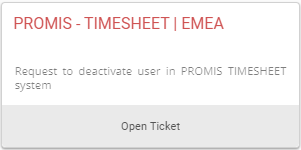 PROMIS - TIMESHEET | EMEA
Request to deactivate user in PROMIS TIMESHEET
system
Open Ticket